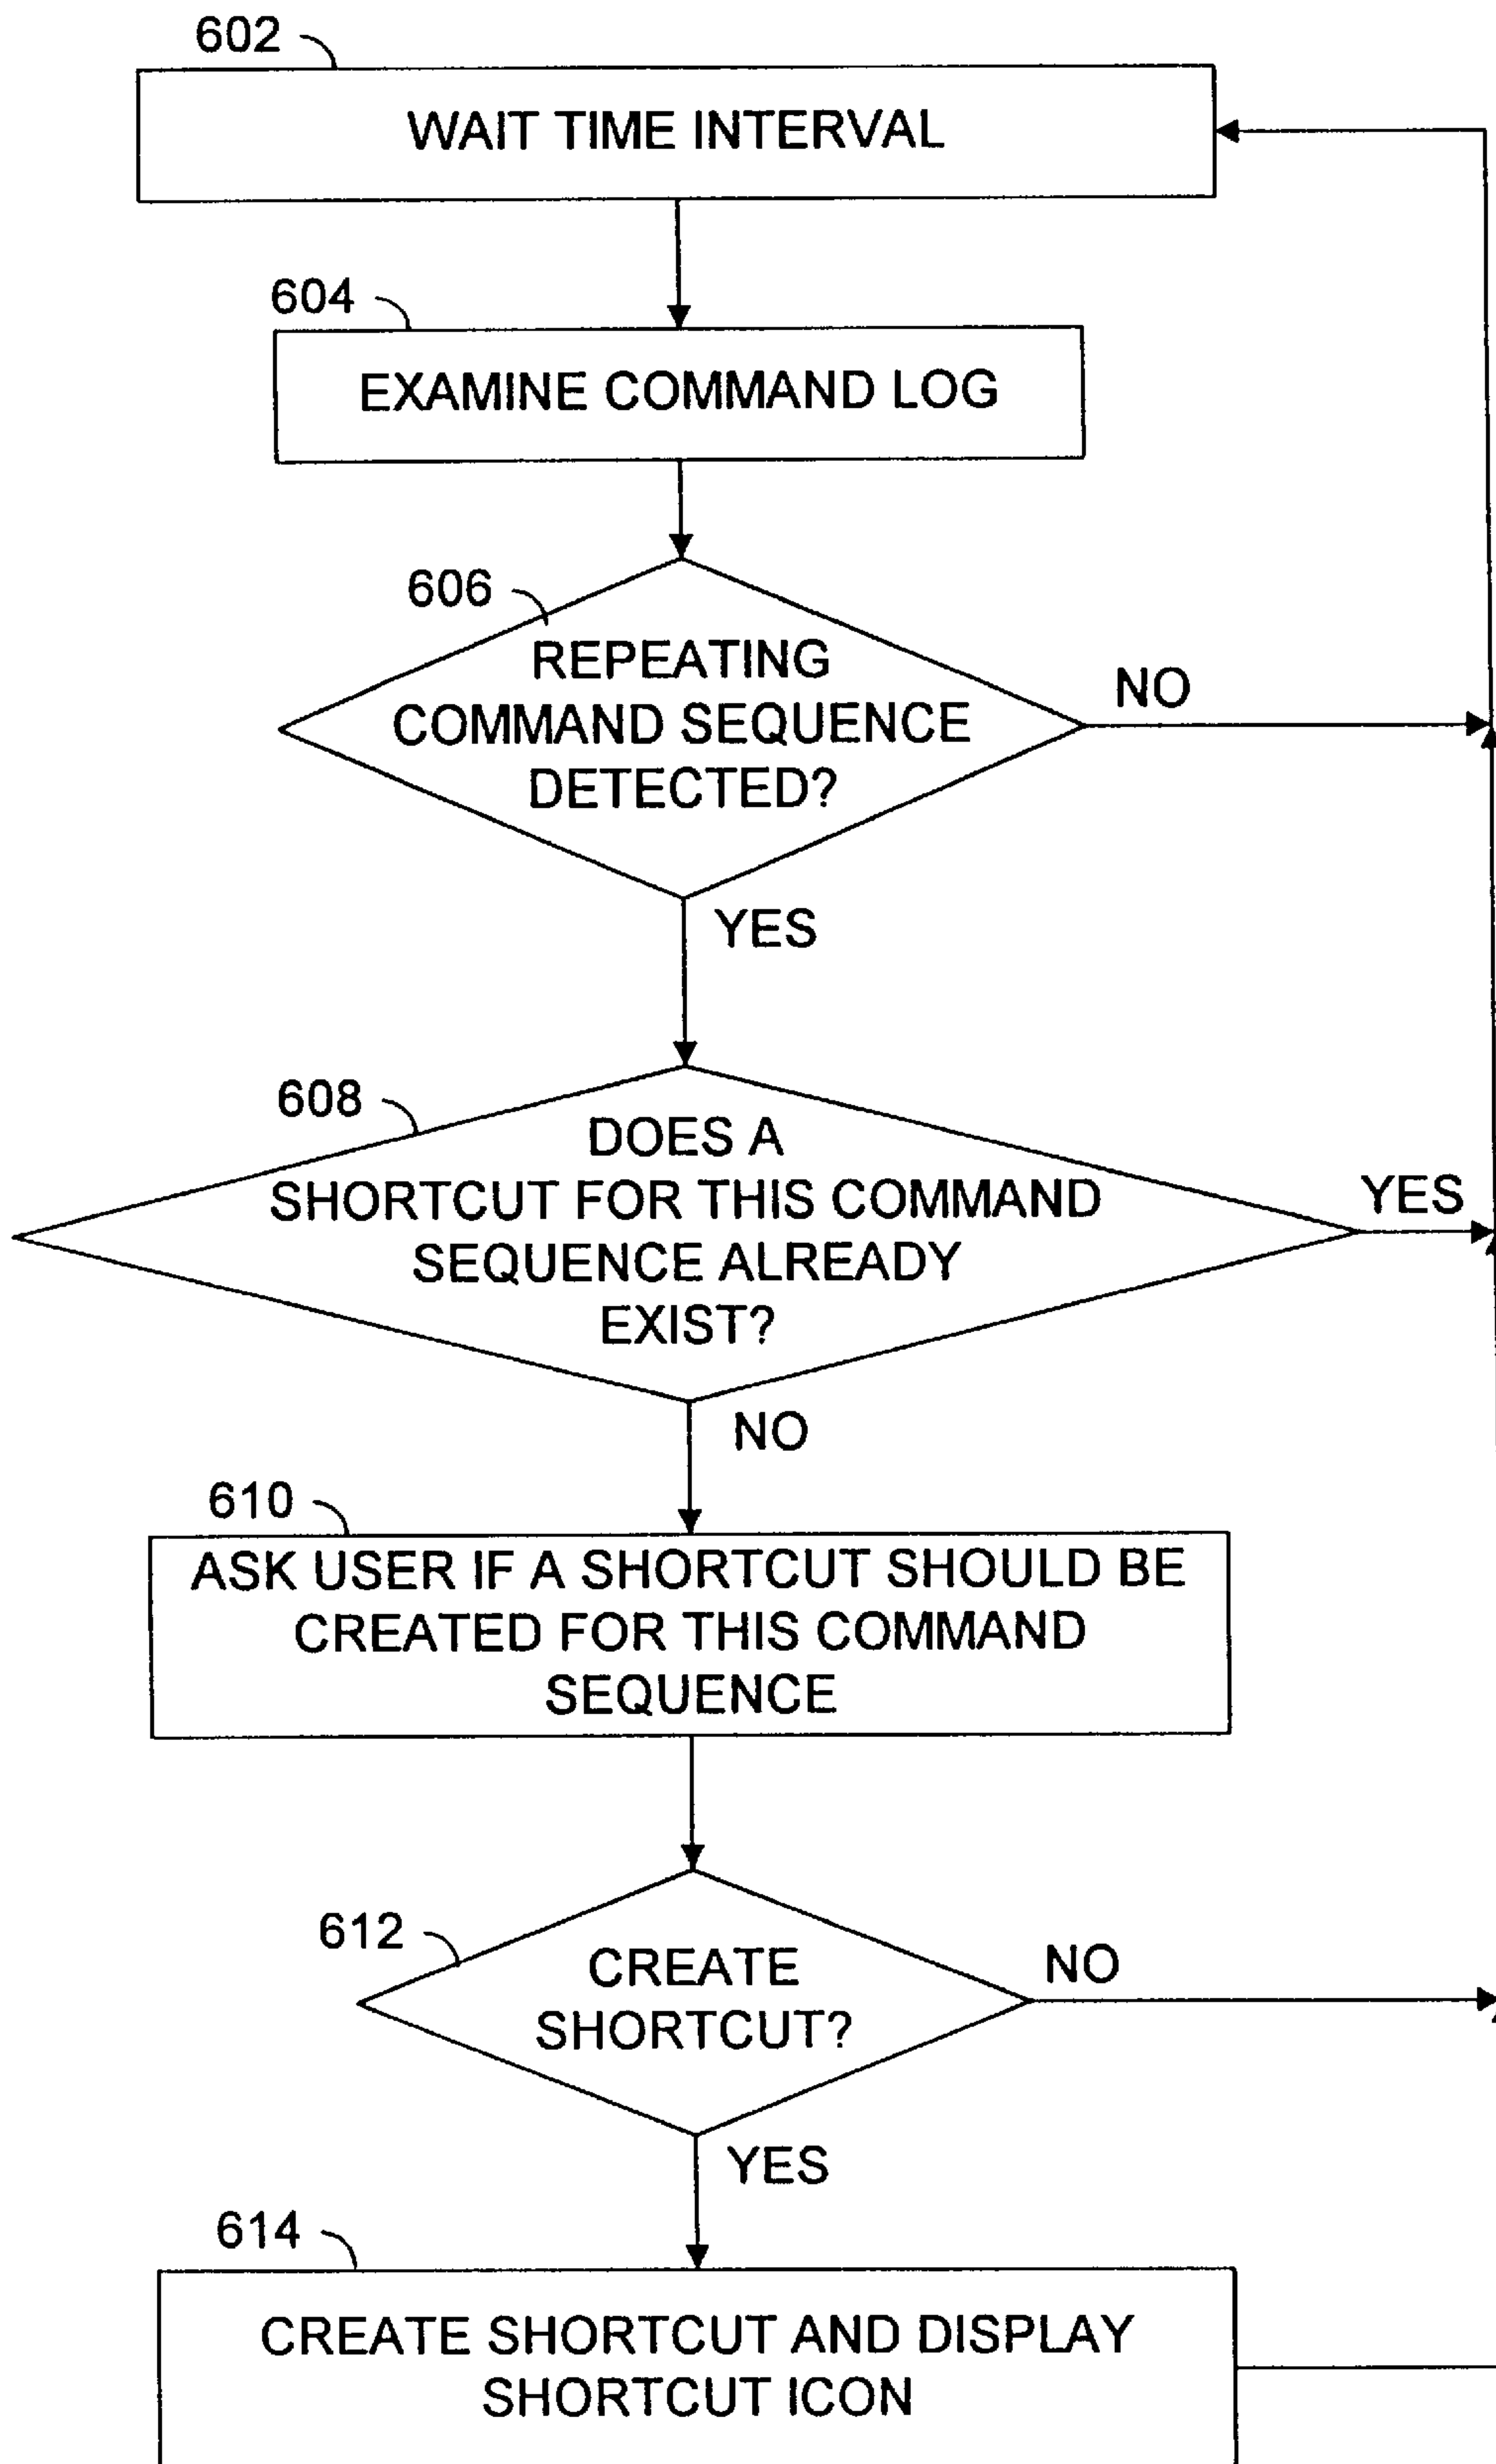 602
WAIT TIME INTERVAL
604
EXAMINE COMMAND LOG
606
REPEATING
COMMAND SEQUENCE
DETECTED?
NO
YES
608
DOES A
SHORTCUT FOR THIS COMMAND
SEQUENCE ALREADY
EXIST?
YES
NO
610
ASK USER IF A SHORTCUT SHOULD BE
CREATED FOR THIS COMMAND
SEQUENCE
612
CREATE
SHORTCUT?
NO
YES
614
CREATE SHORTCUT AND DISPLAY
SHORTCUT ICON